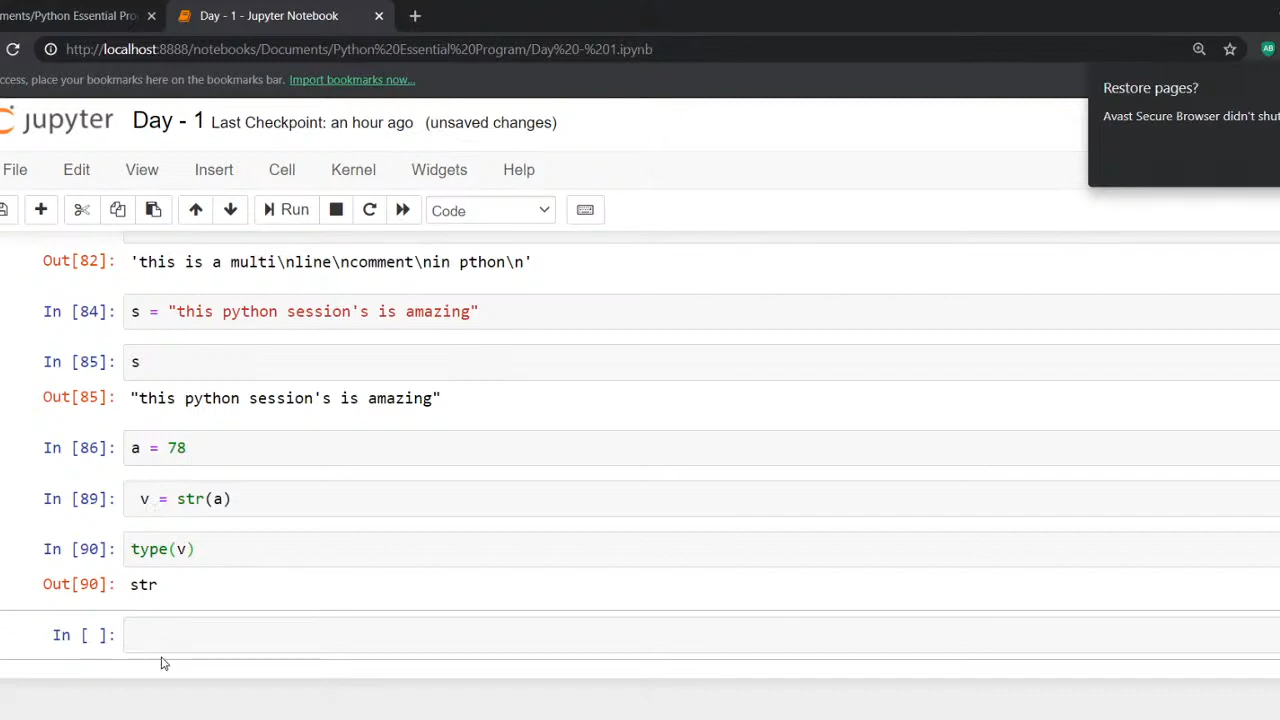 ments/Python Essential Pro
Day - 1 - Jupyter Notebook
http://localhost:8888/notebooks/Documents/Python%20Essential%20Program/Day%20-%201.ipynb
AB
ccess, place your bookmarks here on the bookmarks bar. Import bookmarks now...
Restore pages?
Avast Secure Browser didn't shut
jupyter Day - 1 Last Checkpoint: an hour ago (unsaved changes)
File Edit View Insert Cell Kernel Widgets Help
Run Code
Out[82]: 'this is a multi\nline\ncomment\nin pthon\n'
In [84]: s = "this python session's is amazing"
In [85]: s
Out[85]: "this python session's is amazing"
In [86]: a = 78
In [89]: v = str(a)
In [90]: type(v)
Out[90]: str
In [ ]: